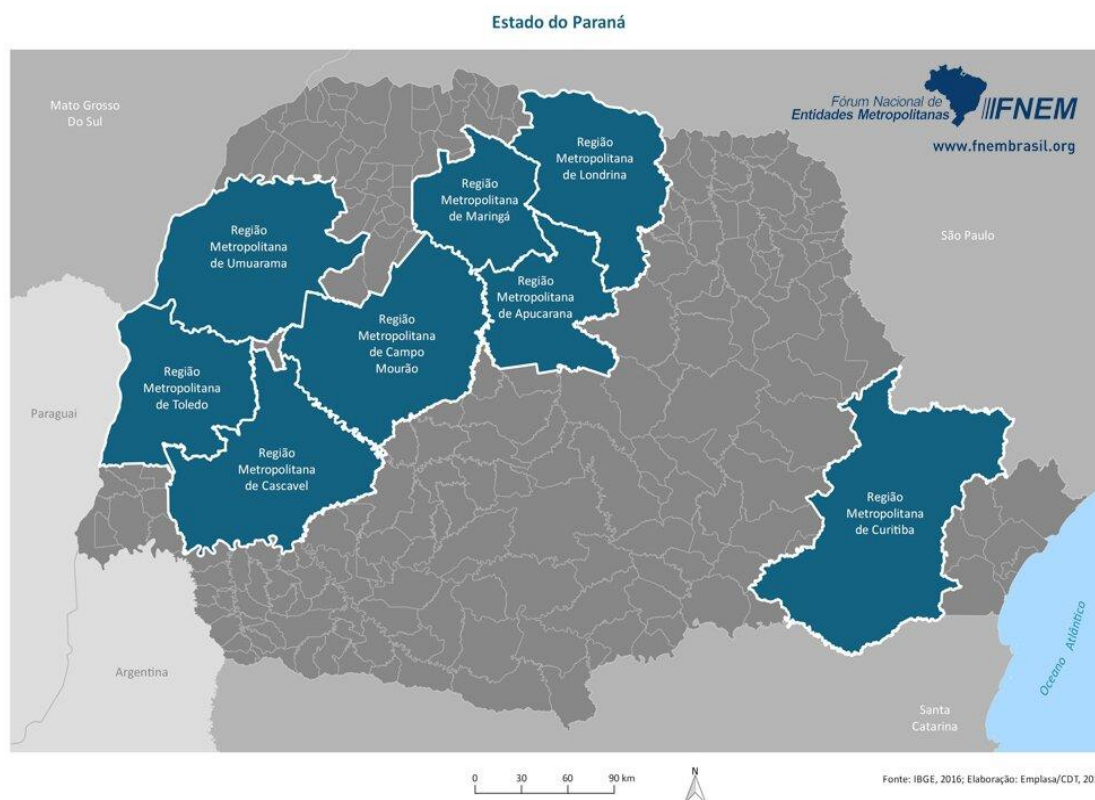 Estado do Paraná
Mato Grosso
Do Sul
Fórum Nacional de
Entidades Metropolitanas
FNEM
www.fnembrasil.org
Região
Metropolitana
de Londrina
Região
Metropolitana
de Maringá
São Paulo
Região
Metropolitana
de Umuarama
Região
Metropolitana
de Apucarana
Região
Metropolitana
de Campo
Mourão
Região
Metropolitana
de Toledo
Paraguai
Região
Metropolitana
de Cascavel
Região
Metropolitana
de Curitiba
Oceano Atlântico
Argentina
Santa
Catarina
0 30 60 90 km
N
Fonte: IBGE, 2016; Elaboração: Emplasa/CDT, 20